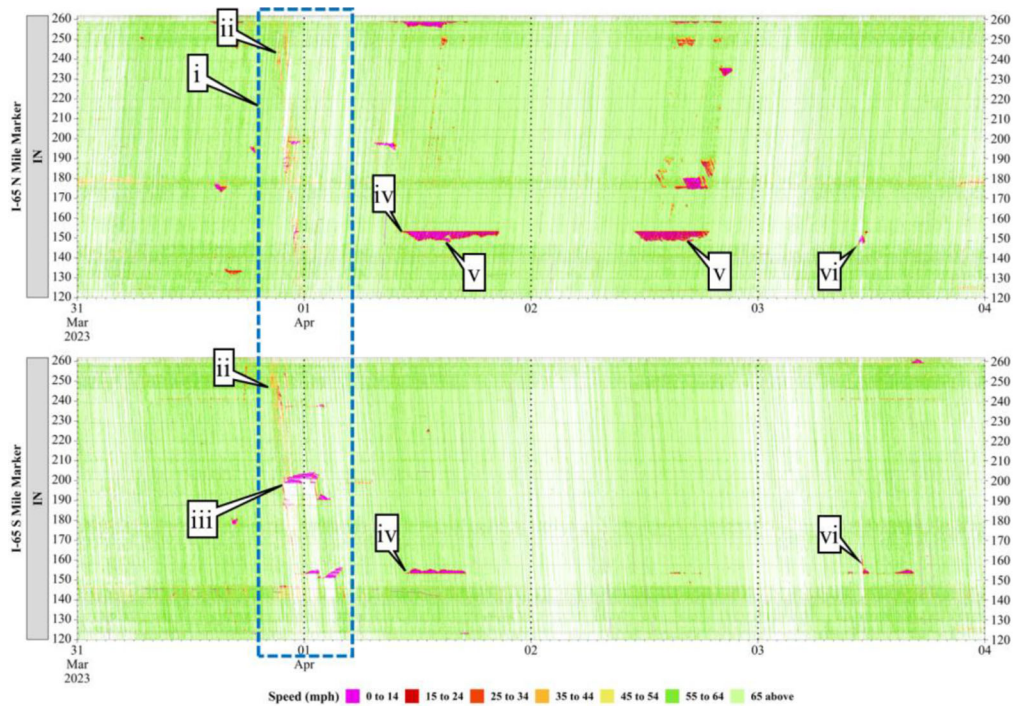 260 260
250 250
240 240
230 230
220 220
210 210
200 200
190 190
180 180
170 170
160 160
150 150
140 140
130 130
120 120
I-65 N Mile Marker
IN
ii
i
iv
v
v
vi
31 01 02 03 04
Mar Apr
2023
260 260
250 250
240 240
230 230
220 220
210 210
200 200
190 190
180 180
170 170
160 160
150 150
140 140
130 130
120 120
I-65 S Mile Marker
IN
ii
iii
iv
vi
31 01 02 03 04
Mar Apr
2023
Speed (mph) 0 to 14 15 to 24 25 to 34 35 to 44 45 to 54 55 to 64 65 above